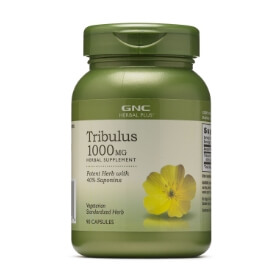 GNC
HERBAL PLUS
Tribulus
1000MG
HERBAL SUPPLEMENT
Potent Herb with
40% Saponins
Vegetarian
Standardized Herb
90 CAPSULES